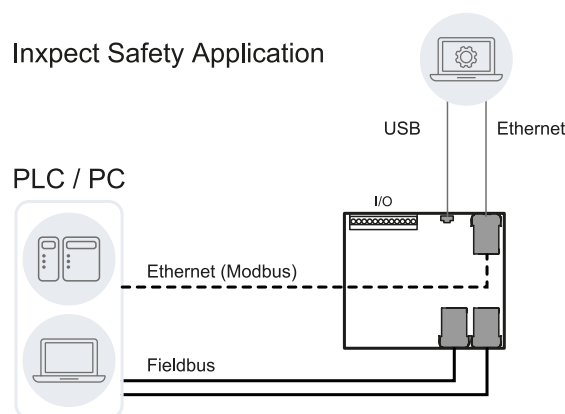 Inxpect Safety Application
USB
Ethernet
PLC / PC
I/O
Ethernet (Modbus)
Fieldbus